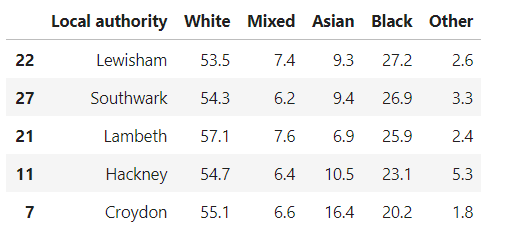 Local authority White Mixed Asian Black Other
22 Lewisham 53.5 7.4 9.3 27.2 2.6
27 Southwark 54.3 6.2 9.4 26.9 3.3
21 Lambeth 57.1 7.6 6.9 25.9 2.4
11 Hackney 54.7 6.4 10.5 23.1 5.3
7 Croydon 55.1 6.6 16.4 20.2 1.8